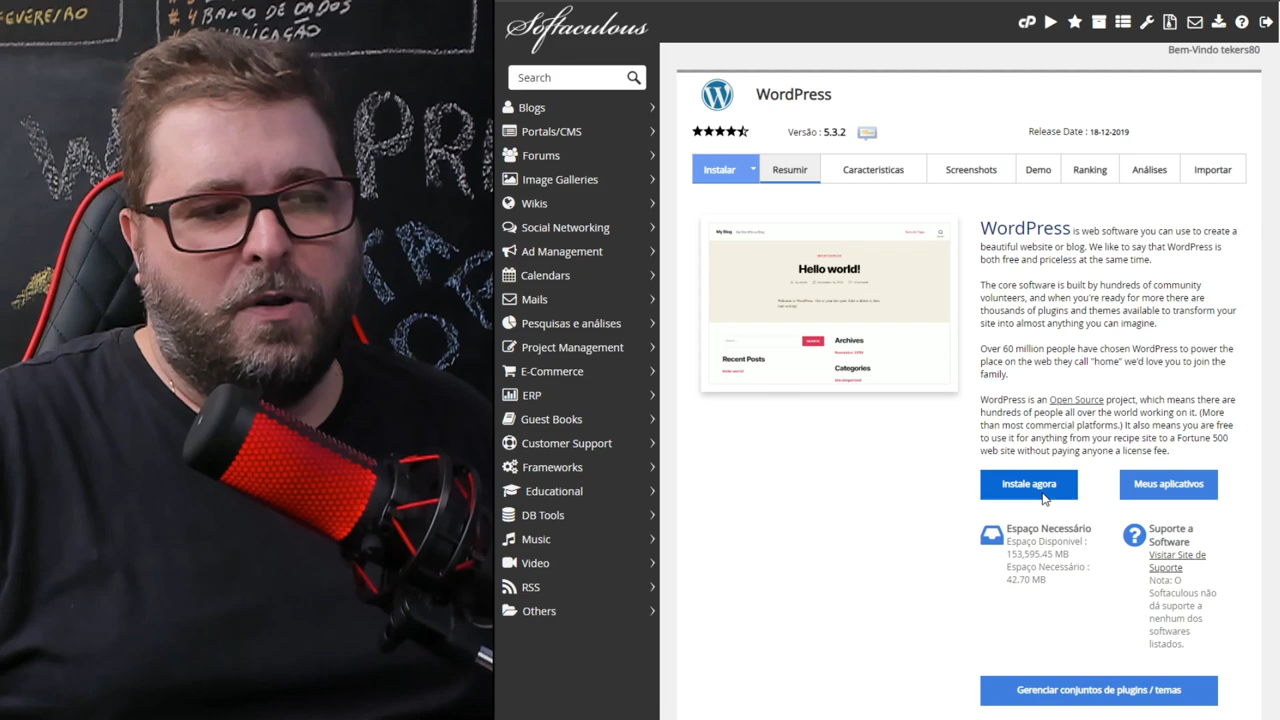 FEVEREIRO
# 4 BANCO DE DADOS
PUBLICAÇÃO
Softaculous
Bem-Vindo tekers80
Search
Blogs
Portals/CMS
Forums
Image Galleries
Wikis
Social Networking
Ad Management
Calendars
Mails
Pesquisas e análises
Project Management
E-Commerce
ERP
Guest Books
Customer Support
Frameworks
Educational
DB Tools
Music
Video
RSS
Others
WordPress
Versão : 5.3.2
Release Date : 18-12-2019
Instalar
Resumir
Caracteristicas
Screenshots
Demo
Ranking
Análises
Importar
My Blog
Hello world!
Archives
Recent Posts
Categories
WordPress is web software you can use to create a
beautiful website or blog. We like to say that WordPress is
both free and priceless at the same time.
The core software is built by hundreds of community
volunteers, and when you're ready for more there are
thousands of plugins and themes available to transform your
site into almost anything you can imagine.
Over 60 million people have chosen WordPress to power the
place on the web they call "home" we'd love you to join the
family.
WordPress is an Open Source project, which means there are
hundreds of people all over the world working on it. (More
than most commercial platforms.) It also means you are free
to use it for anything from your recipe site to a Fortune 500
web site without paying anyone a license fee.
Instale agora
Meus aplicativos
Espaço Necessário
Espaço Disponivel :
153,595.45 MB
Espaço Necessário :
42.70 MB
Suporte a
Software
Visitar Site de
Suporte
Nota: O
Softaculous não
dá suporte a
nenhum dos
softwares
listados.
Gerenciar conjuntos de plugins / temas